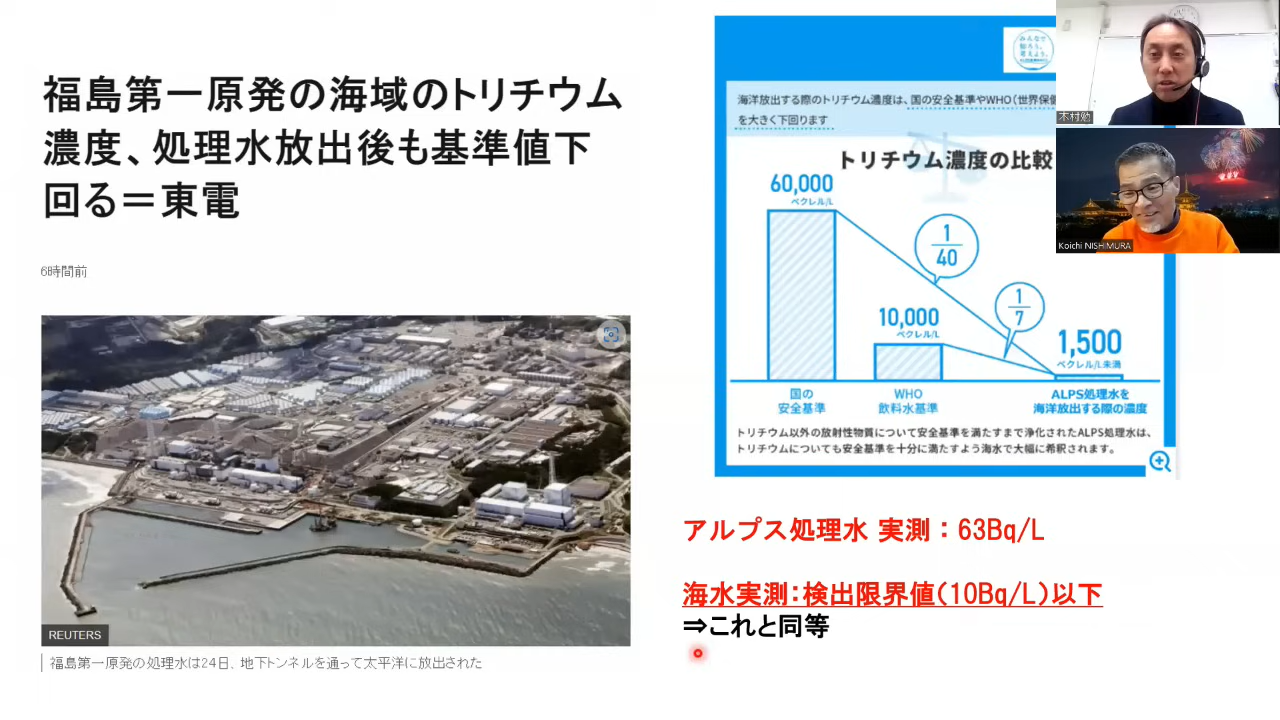 福島第一原発の海域のトリチウム
濃度、処理水放出後も基準値下
回る＝東電
6時間前
REUTERS
福島第一原発の処理水は24日、地下トンネルを通って太平洋に放出された
みんなで
知ろう。
考えよう。
海洋放出する際のトリチウム濃度は、国の安全基準やWHO（世界保健
を大きく下回ります
トリチウム濃度の比較
60,000
ベクレル/L
1
40
1
7
10,000
ベクレル/L
1,500
ベクレル/L未満
国の
安全基準
WHO
飲料水基準
ALPS処理水を
海洋放出する際の濃度
トリチウム以外の放射性物質について安全基準を満たすまで浄化されたALPS処理水は、
トリチウムについても安全基準を十分に満たすよう海水で大幅に希釈されます。
アルプス処理水 実測：63Bq/L
海水実測：検出限界値（10Bq/L）以下
⇒これと同等
木村勉
Koichi NISHIMURA